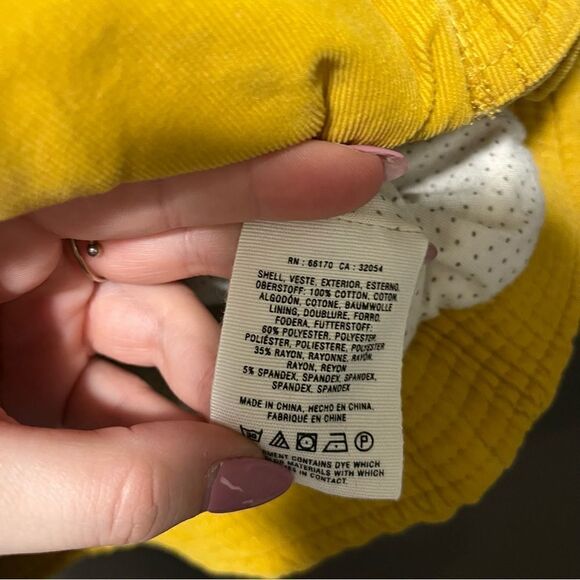 RN : 66170 CA : 32054
SHELL, VESTE, EXTERIOR, ESTERNO,
OBERSTOFF: 100% COTTON, COTON,
ALGODÓN, COTONE, BAUMWOLLE
LINING, DOUBLURE, FORRO,
FODERA, FUTTERSTOFF:
60% POLYESTER, POLYESTER
POLIÉSTER, POLIESTERE, POLYESTER
35% RAYON, RAYONNE, RAYÓN,
RAYON, REYON
5% SPANDEX, SPANDEX, SPANDEX,
SPANDEX, SPANDEX
MADE IN CHINA, HECHO EN CHINA,
FABRIQUÉ EN CHINE
30 P
GARMENT CONTAINS DYE WHICH
MATERIALS WITH WHICH
IN CONTACT.